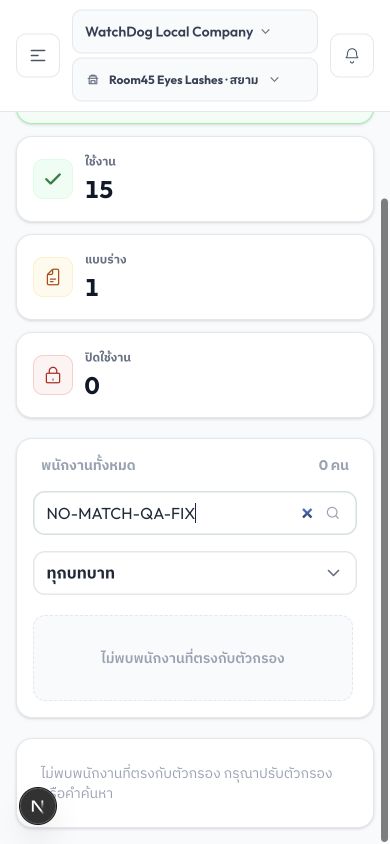 WatchDog Local Company
Room45 Eyes Lashes · สยาม
ใช้งาน
15
แบบร่าง
1
ปิดใช้งาน
0
พนักงานทั้งหมด
0 คน
NO-MATCH-QA-FIX
ทุกบทบาท
ไม่พบพนักงานที่ตรงกับตัวกรอง
ไม่พบพนักงานที่ตรงกับตัวกรอง กรุณาปรับตัวกรอง
หรือคำค้นหา
N